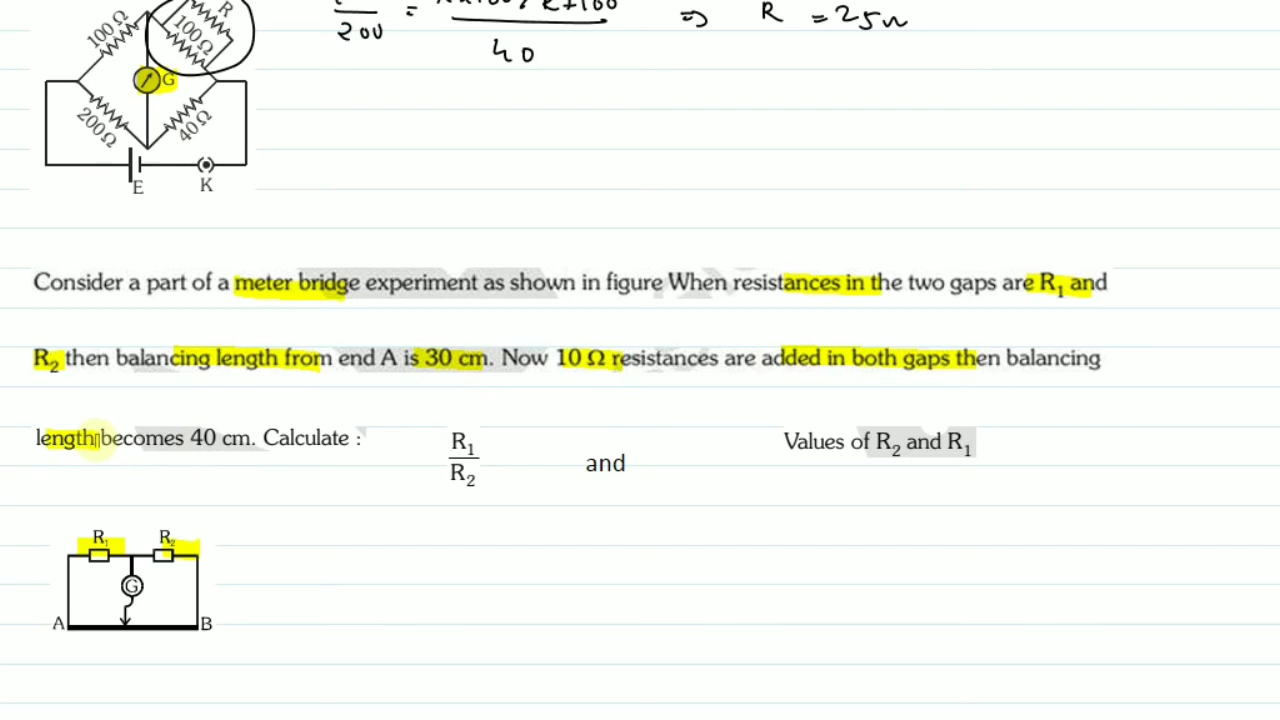 100Ω
R
100Ω
G
200Ω
40Ω
E
K
200
=
40
⇒ R = 25Ω
Consider a part of a meter bridge experiment as shown in figure When resistances in the two gaps are R₁ and
R₂ then balancing length from end A is 30 cm. Now 10 Ω resistances are added in both gaps then balancing
length becomes 40 cm. Calculate :
R₁
R₂
and
Values of R₂ and R₁
R₁
R₂
G
A
B